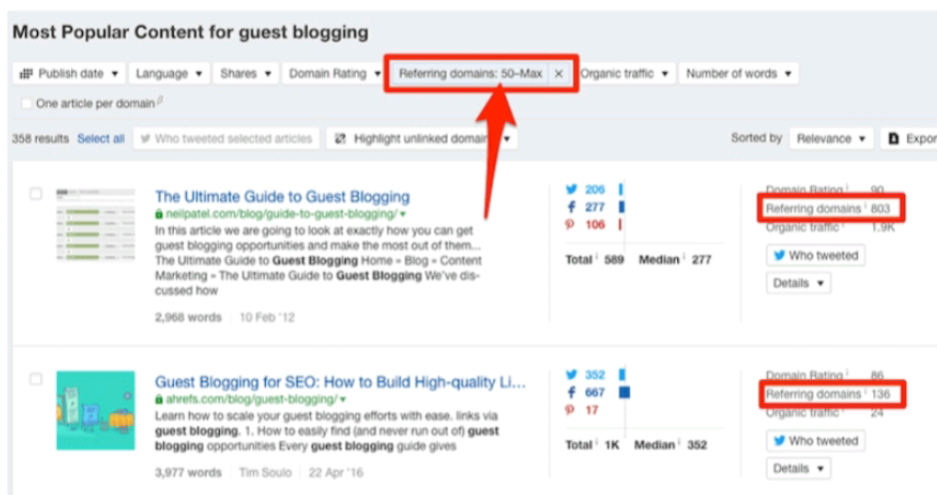 Most Popular Content for guest blogging
Publish date ▼ Language ▼ Shares ▼ Domain Rating ▼ Referring domains: 50–Max × Organic traffic ▼ Number of words ▼
One article per domain
358 results Select all Who tweeted selected articles Highlight unlinked domain ▼ Sorted by Relevance ▼ Expor
The Ultimate Guide to Guest Blogging
neilpatel.com/blog/guide-to-guest-blogging/ ▾
In this article we are going to look at exactly how you can get
guest blogging opportunities and make the most out of them...
The Ultimate Guide to Guest Blogging Home » Blog » Content
Marketing » The Ultimate Guide to Guest Blogging We've dis-
cussed how
2,968 words 10 Feb '12
206
277
106
Total 589 Median 277
Domain Rating 90
Referring domains 803
Organic traffic 1.9K
Who tweeted
Details ▼
Guest Blogging for SEO: How to Build High-quality Li...
ahrefs.com/blog/guest-blogging/ ▾
Learn how to scale your guest blogging efforts with ease. links via
guest blogging. 1. How to easily find (and never run out of) guest
blogging opportunities Every guest blogging guide gives
3,977 words Tim Soulo 22 Apr '16
352
667
17
Total 1K Median 352
Domain Rating 86
Referring domains 136
Organic traffic 24
Who tweeted
Details ▼